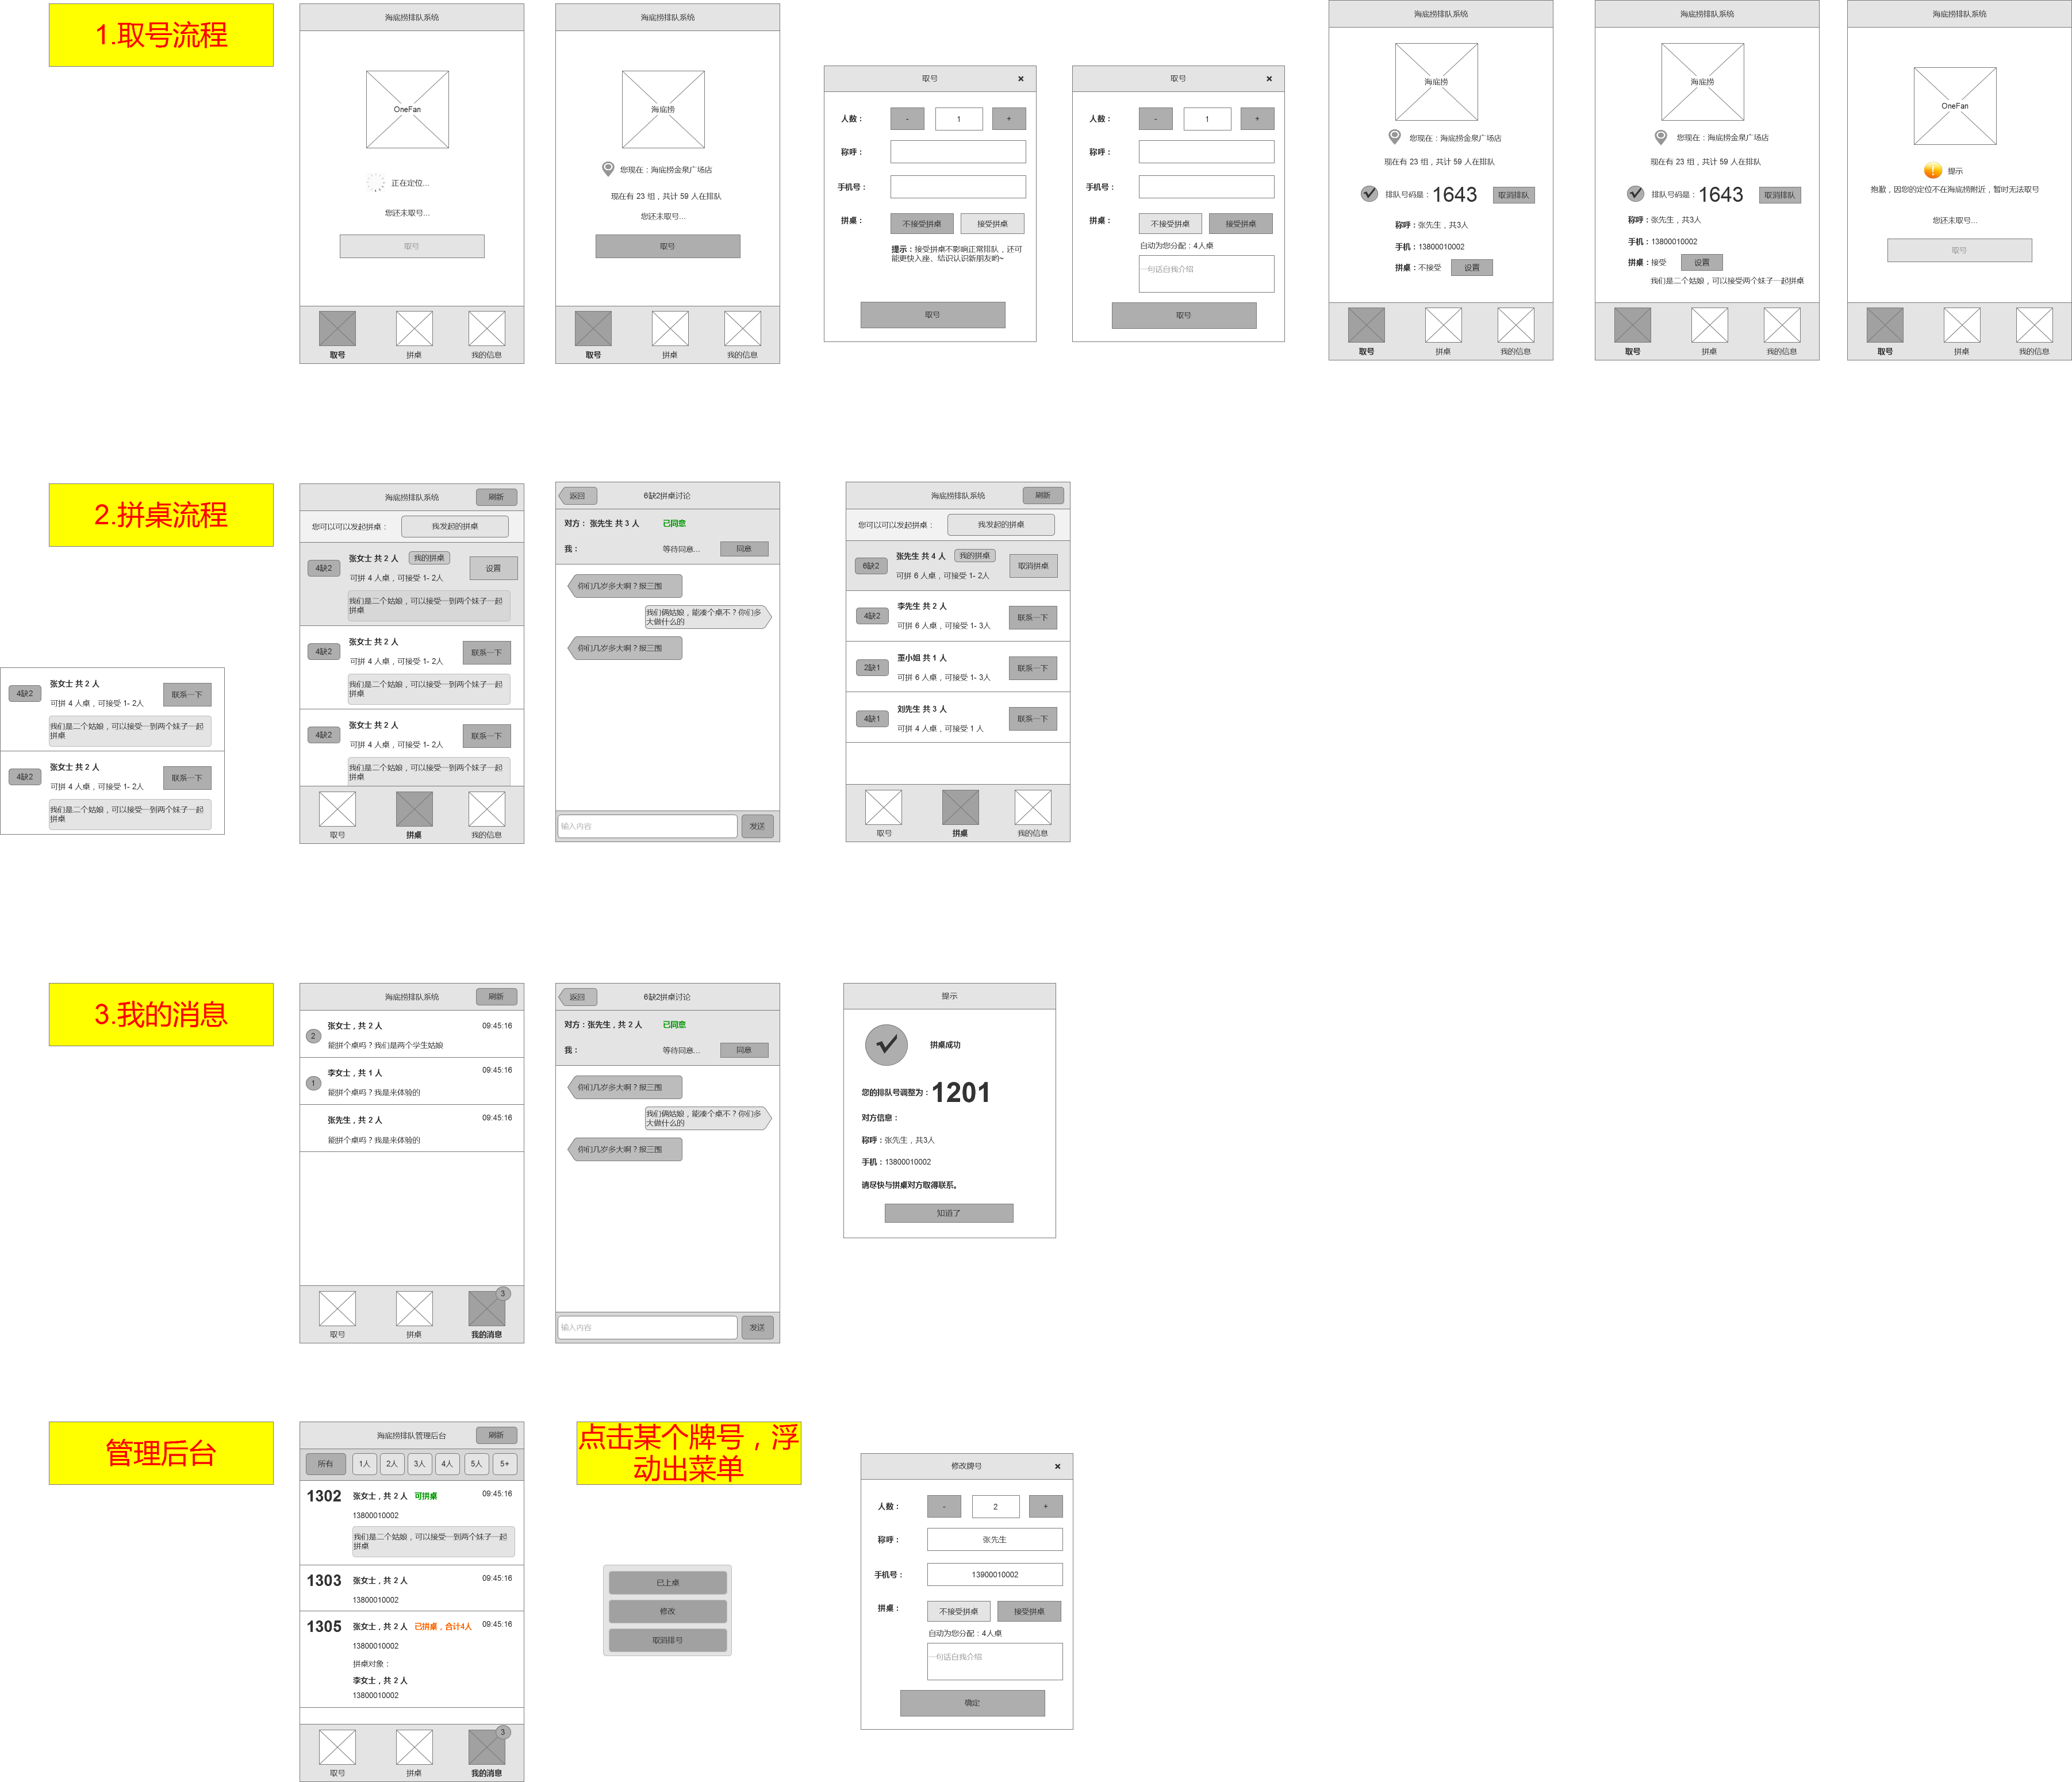 1.取号流程
海底捞排队系统
OneFan
正在定位...
您还未取号...
取号
取号
拼桌
我的信息
海底捞排队系统
海底捞
您现在：海底捞金泉广场店
现在有 23 组，共计 59 人在排队
您还未取号...
取号
取号
拼桌
我的信息
取号
人数：
-
1
+
称呼：
手机号：
拼桌：
不接受拼桌
接受拼桌
提示：接受拼桌不影响正常排队，还可
能更快入座、结识认识新朋友哟~
取号
取号
人数：
-
1
+
称呼：
手机号：
拼桌：
不接受拼桌
接受拼桌
自动为您分配：4人桌
一句话自我介绍
取号
海底捞排队系统
海底捞
您现在：海底捞金泉广场店
现在有 23 组，共计 59 人在排队
排队号码是：1643
取消排队
称呼：张先生，共3人
手机：13800010002
拼桌：不接受
设置
取号
拼桌
我的信息
海底捞排队系统
海底捞
您现在：海底捞金泉广场店
现在有 23 组，共计 59 人在排队
排队号码是：1643
取消排队
称呼：张先生，共3人
手机：13800010002
拼桌：接受
设置
我们是二个姑娘，可以接受两个妹子一起拼桌
取号
拼桌
我的信息
海底捞排队系统
OneFan
提示
抱歉，因您的定位不在海底捞附近，暂时无法取号
您还未取号...
取号
取号
拼桌
我的信息
2.拼桌流程
4缺2
张女士 共 2 人
可拼 4 人桌，可接受 1- 2人
联系一下
我们是二个姑娘，可以接受一到两个妹子一起
拼桌
4缺2
张女士 共 2 人
可拼 4 人桌，可接受 1- 2人
联系一下
我们是二个姑娘，可以接受一到两个妹子一起
拼桌
海底捞排队系统
刷新
您可以可以发起拼桌：
我发起的拼桌
4缺2
张女士 共 2 人
我的拼桌
可拼 4 人桌，可接受 1- 2人
设置
我们是二个姑娘，可以接受一到两个妹子一起
拼桌
4缺2
张女士 共 2 人
可拼 4 人桌，可接受 1- 2人
联系一下
我们是二个姑娘，可以接受一到两个妹子一起
拼桌
4缺2
张女士 共 2 人
可拼 4 人桌，可接受 1- 2人
联系一下
我们是二个姑娘，可以接受一到两个妹子一起
拼桌
取号
拼桌
我的信息
返回
6缺2拼桌讨论
对方： 张先生 共 3 人
已同意
我：
等待同意...
同意
你们几岁多大啊？报三围
我们俩姑娘，能凑个桌不？你们多
大做什么的
你们几岁多大啊？报三围
输入内容
发送
海底捞排队系统
刷新
您可以可以发起拼桌：
我发起的拼桌
6缺2
张先生 共 4 人
我的拼桌
可拼 6 人桌，可接受 1- 2人
取消拼桌
4缺2
李先生 共 2 人
可拼 6 人桌，可接受 1- 3人
联系一下
2缺1
董小姐 共 1 人
可拼 6 人桌，可接受 1- 3人
联系一下
4缺1
刘先生 共 3 人
可拼 4 人桌，可接受 1 人
联系一下
取号
拼桌
我的信息
3.我的消息
海底捞排队系统
刷新
2
张女士，共 2 人
09:45:16
能拼个桌吗？我们是两个学生姑娘
1
李女士，共 1 人
09:45:16
能拼个桌吗？我是来体验的
张先生，共 2 人
09:45:16
能拼个桌吗？我是来体验的
取号
拼桌
3
我的消息
返回
6缺2拼桌讨论
对方：张先生，共 2 人
已同意
我：
等待同意...
同意
你们几岁多大啊？报三围
我们俩姑娘，能凑个桌不？你们多
大做什么的
你们几岁多大啊？报三围
输入内容
发送
提示
拼桌成功
您的排队号调整为：1201
对方信息：
称呼：张先生，共3人
手机：13800010002
请尽快与拼桌对方取得联系。
知道了
管理后台
海底捞排队管理后台
刷新
所有
1人
2人
3人
4人
5人
5+
1302
张女士，共 2 人
可拼桌
09:45:16
13800010002
我们是二个姑娘，可以接受一到两个妹子一起
拼桌
1303
张女士，共 2 人
09:45:16
13800010002
1305
张女士，共 2 人
已拼桌，合计4人
09:45:16
13800010002
拼桌对象：
李女士，共 2 人
13800010002
取号
拼桌
3
我的消息
点击某个牌号，浮
动出菜单
已上桌
修改
取消排号
修改牌号
人数：
-
2
+
称呼：
张先生
手机号：
13900010002
拼桌：
不接受拼桌
接受拼桌
自动为您分配：4人桌
一句话自我介绍
确定